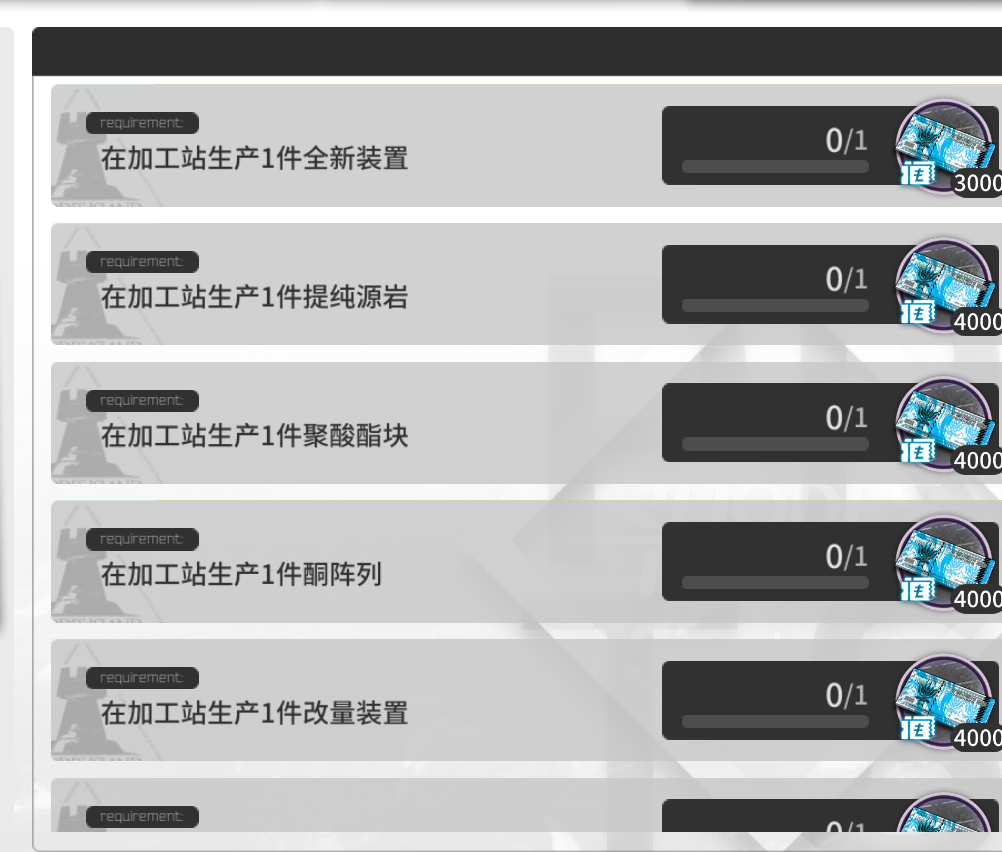 requirement:
在加工站生产1件全新装置
0/1
3000
requirement:
在加工站生产1件提纯源岩
0/1
4000
requirement:
在加工站生产1件聚酸酯块
0/1
4000
requirement:
在加工站生产1件酮阵列
0/1
4000
requirement:
在加工站生产1件改量装置
0/1
4000
requirement:
0/1